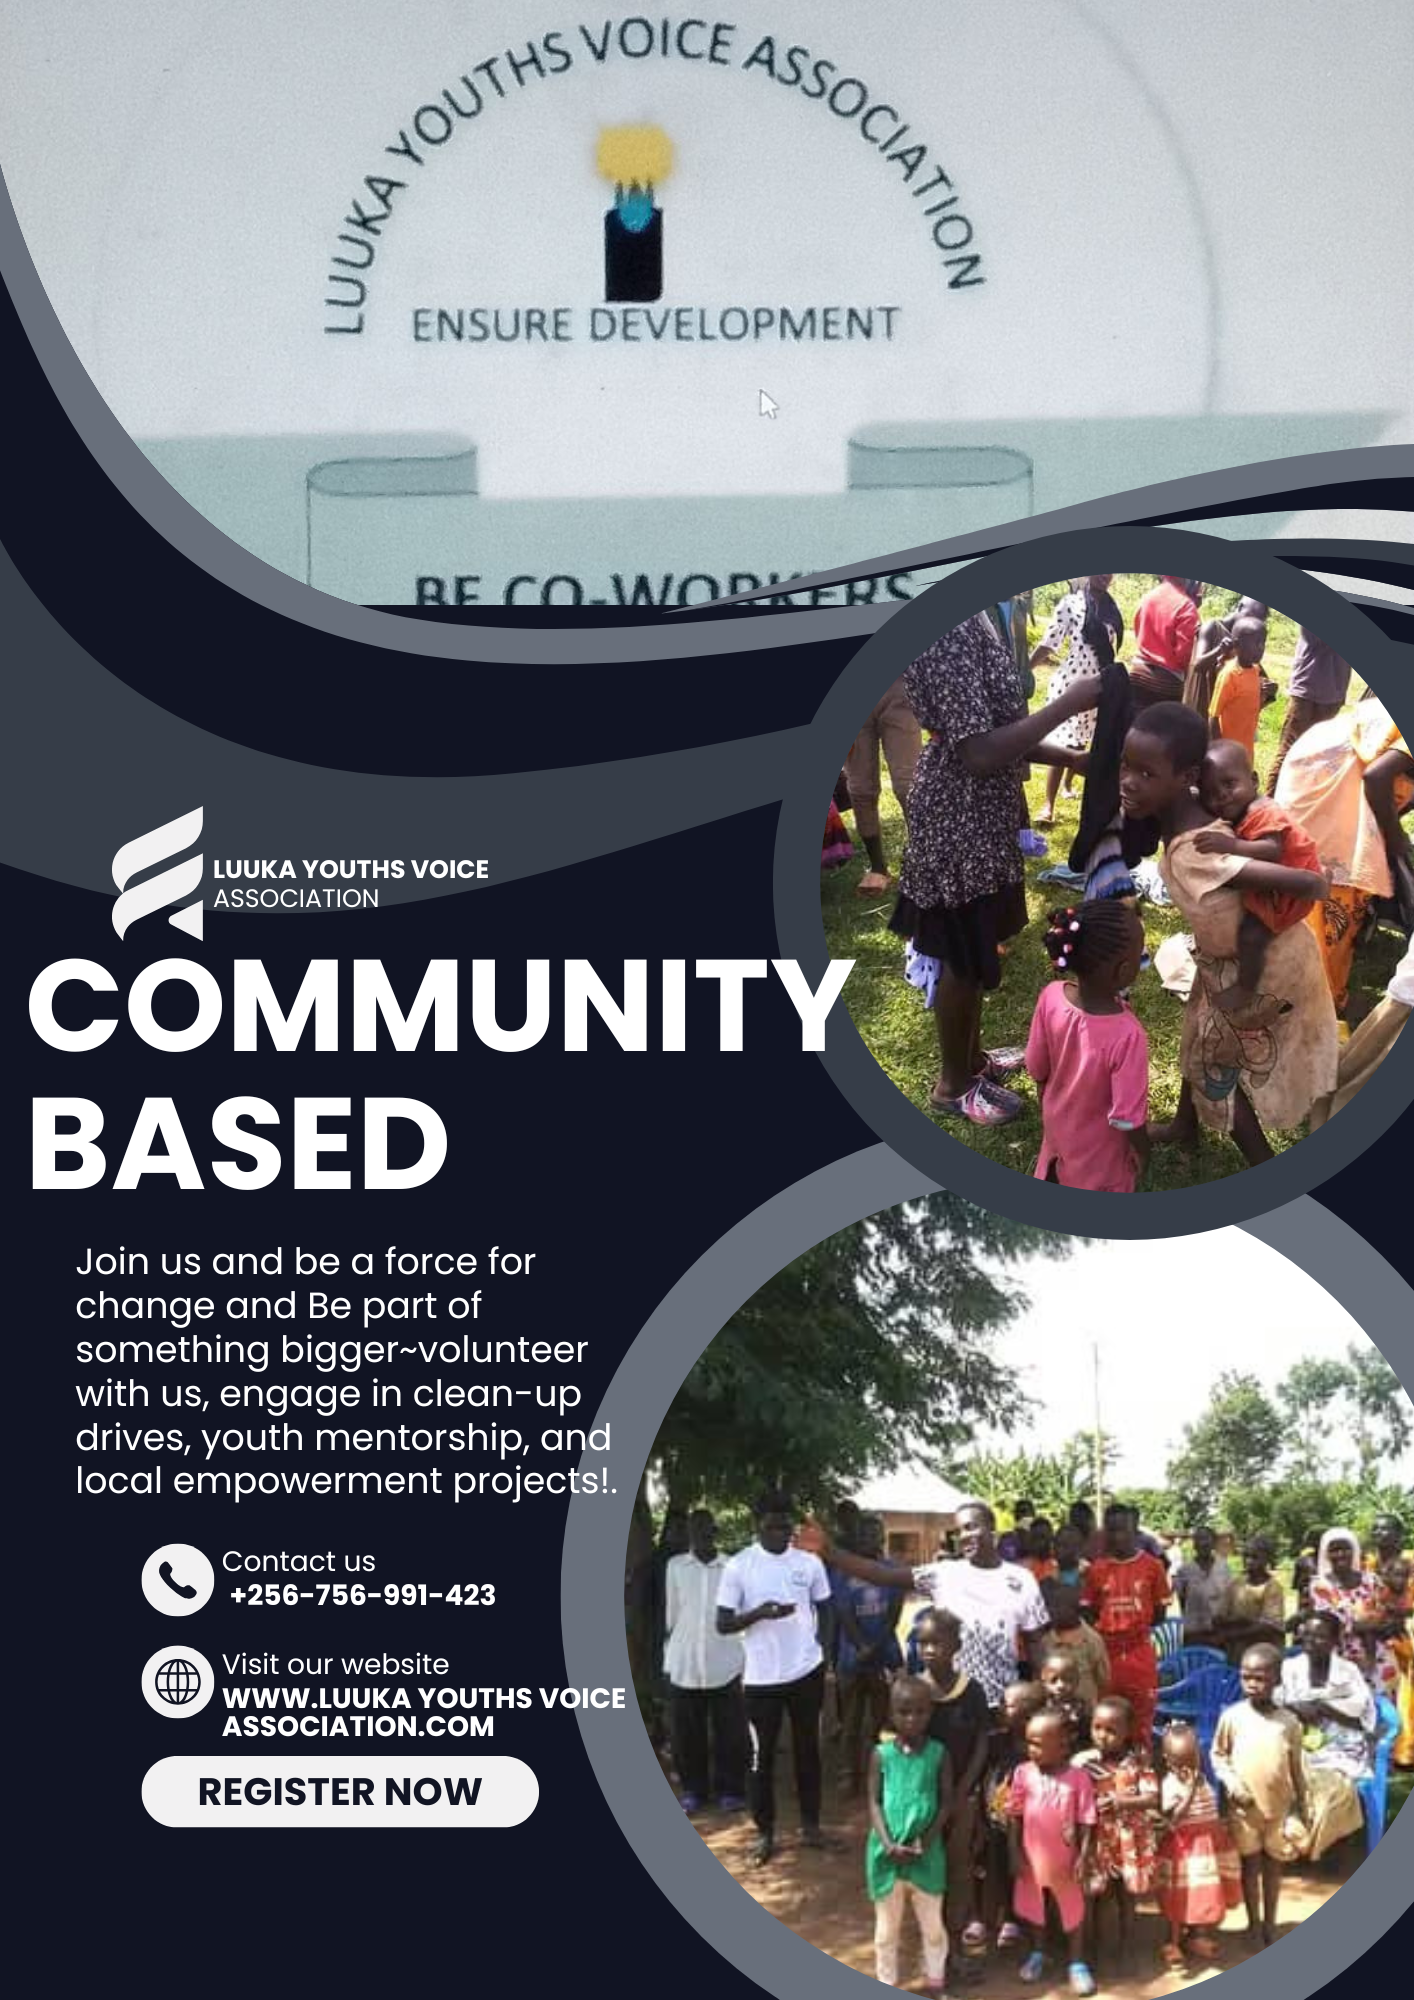 LUUKA YOUTHS VOICE ASSOCIATION
ENSURE DEVELOPMENT
BE CO-WORKERS
LUUKA YOUTHS VOICE
ASSOCIATION
COMMUNITY
BASED
Join us and be a force for
change and Be part of
something bigger~volunteer
with us, engage in clean-up
drives, youth mentorship, and
local empowerment projects!.
Contact us
+256-756-991-423
Visit our website
WWW.LUUKA YOUTHS VOICE
ASSOCIATION.COM
REGISTER NOW